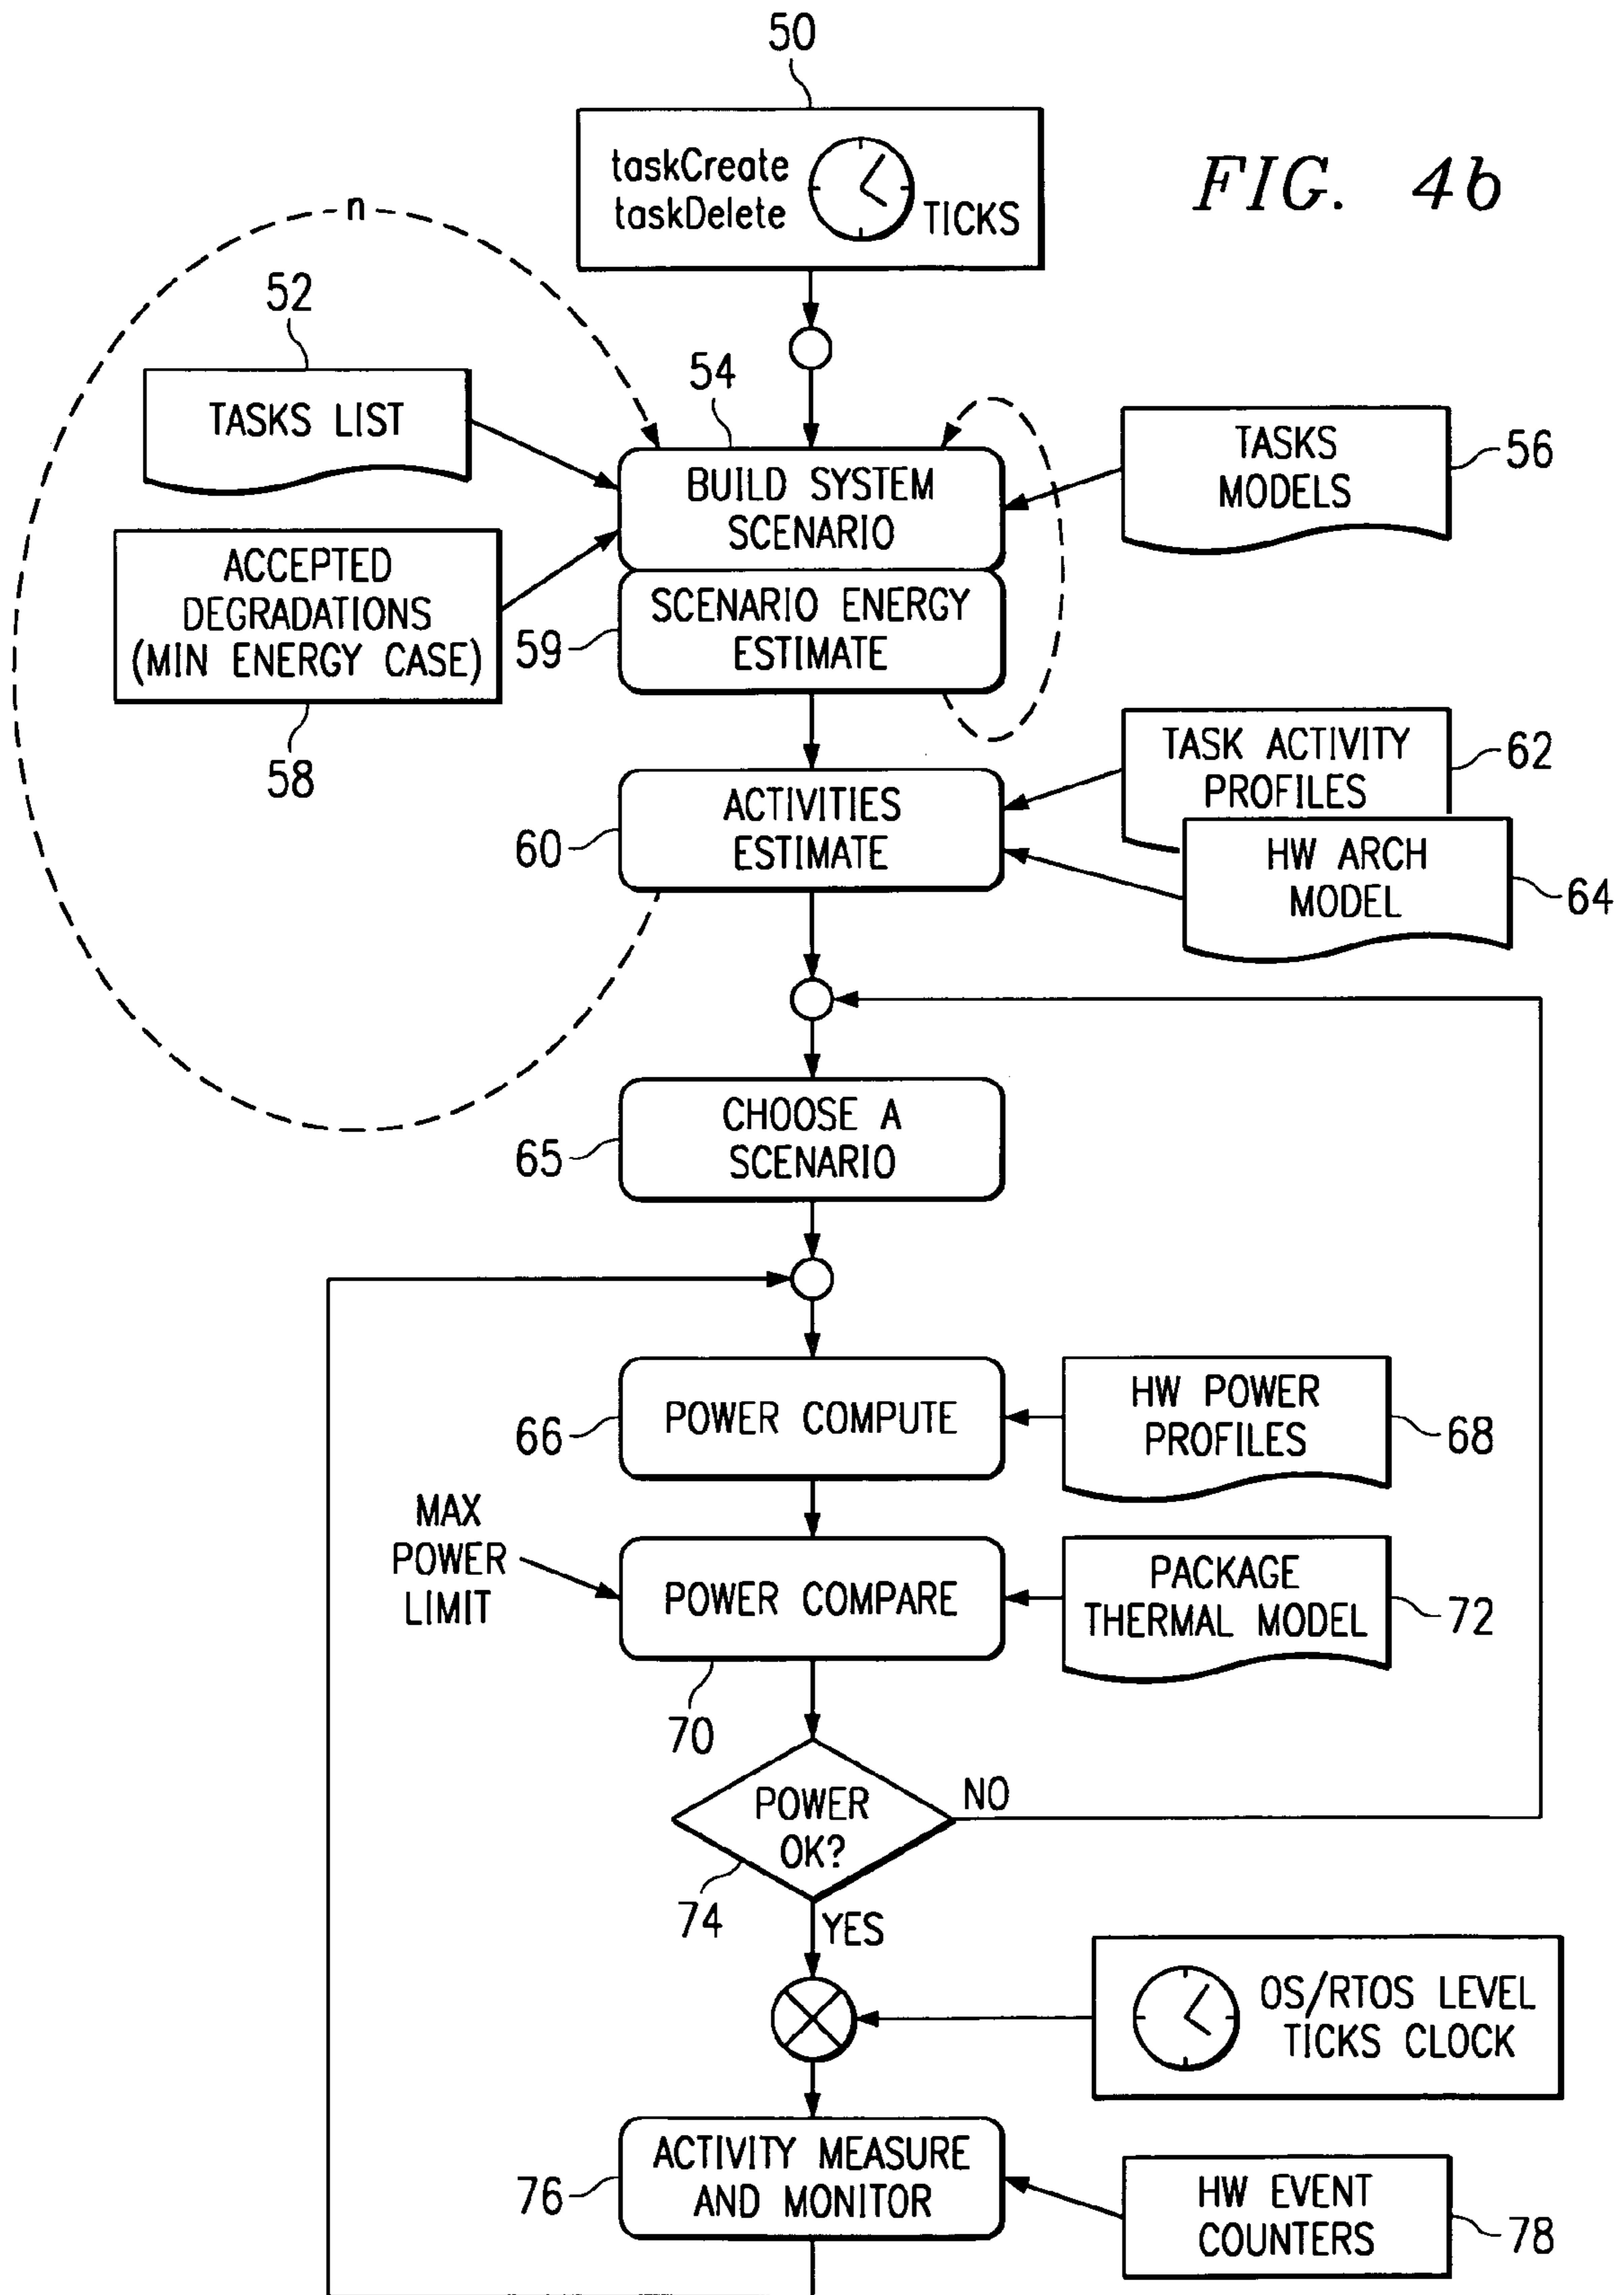 50
taskCreate
taskDelete
TICKS
FIG. 4b
n
52
TASKS LIST
54
BUILD SYSTEM
SCENARIO
TASKS
MODELS
56
ACCEPTED
DEGRADATIONS
(MIN ENERGY CASE)
58
SCENARIO ENERGY
ESTIMATE
59
TASK ACTIVITY
PROFILES
62
ACTIVITIES
ESTIMATE
60
HW ARCH
MODEL
64
CHOOSE A
SCENARIO
65
POWER COMPUTE
66
HW POWER
PROFILES
68
MAX
POWER
LIMIT
POWER COMPARE
70
PACKAGE
THERMAL MODEL
72
POWER
OK?
NO
74
YES
OS/RTOS LEVEL
TICKS CLOCK
ACTIVITY MEASURE
AND MONITOR
76
HW EVENT
COUNTERS
78